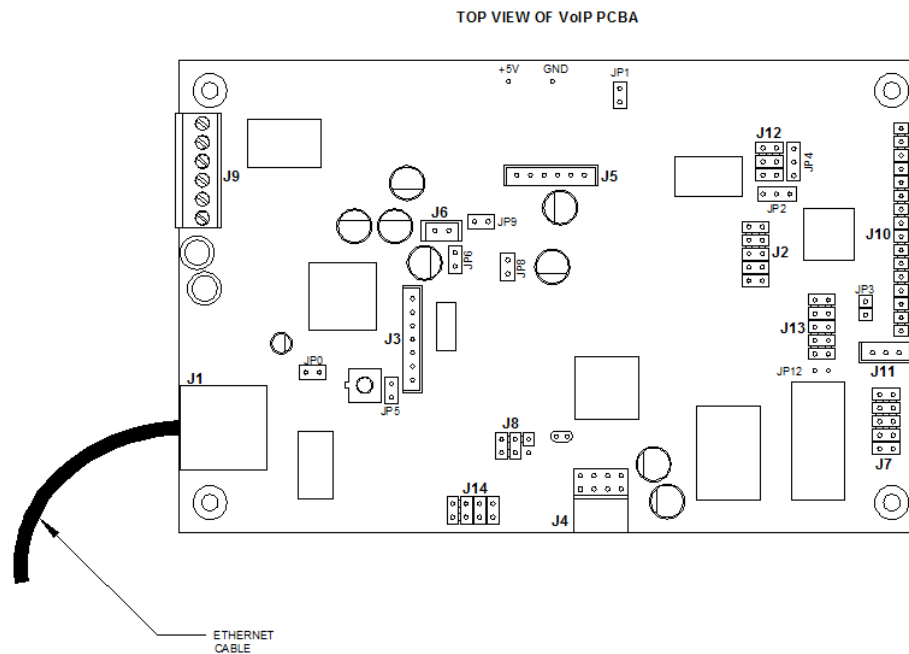 TOP VIEW OF VoIP PCBA
+5V GND
JP1
J12
JP4
J9
J5
JP2
J6
JP9
J10
J2
JP6
JP8
JP3
J13
J3
JP0
JP12
J11
J1
JP5
J8
J7
J14
J4
ETHERNET
CABLE